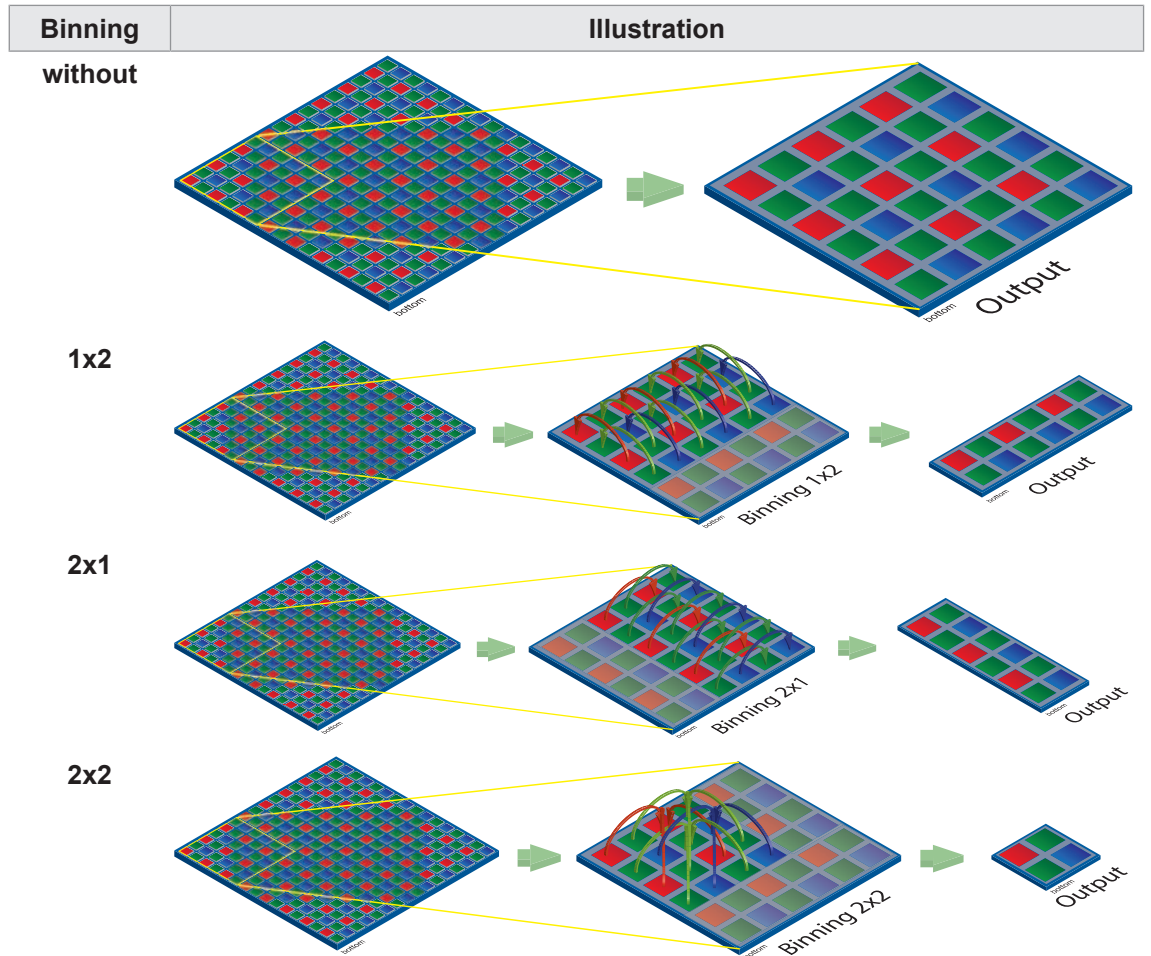 Binning Illustration
without
bottom
bottom
Output
1x2
bottom
bottom
Binning 1x2
bottom
Output
2x1
bottom
bottom
Binning 2x1
bottom
Output
2x2
bottom
bottom
Binning 2x2
bottom
Output